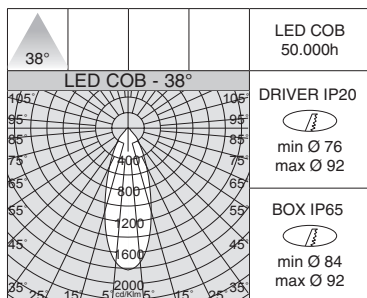 38°
LED COB
50.000h
LED COB - 38°
DRIVER IP20
min Ø 76
max Ø 92
BOX IP65
min Ø 84
max Ø 92
105° 105°
95° 95°
85° 85°
75° 75°
65° 65°
55° 55°
45° 45°
35° 25° 15° 5° 5° 15° 25° 35°
400
800
1200
1600
2000
cd/Klm